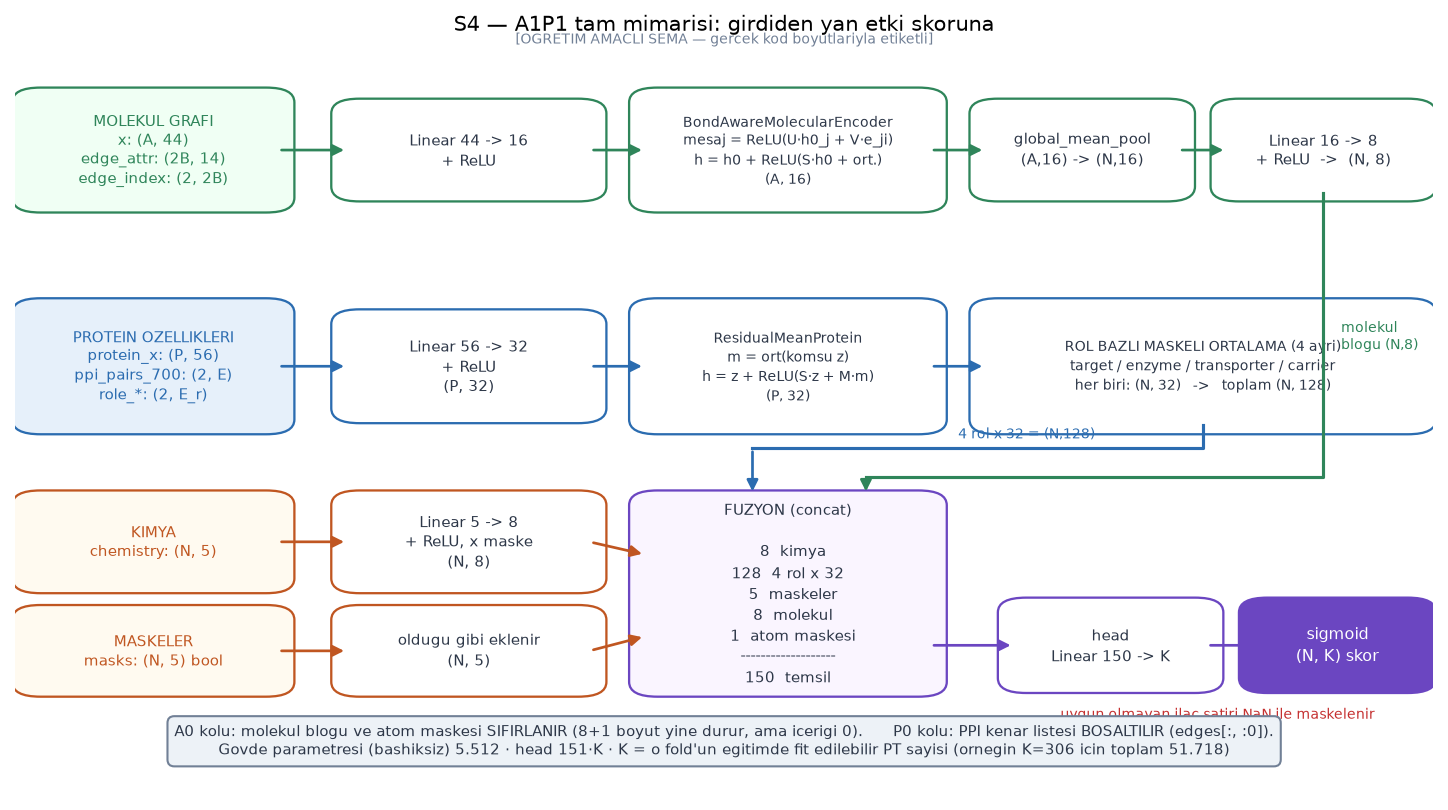 S4 — A1P1 tam mimarisi: girdiden yan etki skoruna
[OGRETIM AMACLI SEMA — gercek kod boyutlariyla etiketli]
MOLEKUL GRAFI
x: (A, 44)
edge_attr: (2B, 14)
edge_index: (2, 2B)
Linear 44 -> 16
+ ReLU
BondAwareMolecularEncoder
mesaj = ReLU(U·h0_j + V·e_ji)
h = h0 + ReLU(S·h0 + ort.)
(A, 16)
global_mean_pool
(A,16) -> (N,16)
Linear 16 -> 8
+ ReLU  ->  (N, 8)
PROTEIN OZELLIKLERI
protein_x: (P, 56)
ppi_pairs_700: (2, E)
role_*: (2, E_r)
Linear 56 -> 32
+ ReLU
(P, 32)
ResidualMeanProtein
m = ort(komsu z)
h = z + ReLU(S·z + M·m)
(P, 32)
ROL BAZLI MASKELI ORTALAMA (4 ayri)
target / enzyme / transporter / carrier
her biri: (N, 32)   ->   toplam (N, 128)
molekul
blogu (N,8)
4 rol x 32 = (N,128)
KIMYA
chemistry: (N, 5)
Linear 5 -> 8
+ ReLU, x maske
(N, 8)
MASKELER
masks: (N, 5) bool
oldugu gibi eklenir
(N, 5)
FUZYON (concat)
8  kimya
128  4 rol x 32
5  maskeler
8  molekul
1  atom maskesi
-------------------
150  temsil
head
Linear 150 -> K
sigmoid
(N, K) skor
uygun olmayan ilac satiri NaN ile maskelenir
A0 kolu: molekul blogu ve atom maskesi SIFIRLANIR (8+1 boyut yine durur, ama icerigi 0).      P0 kolu: PPI kenar listesi BOSALTILIR (edges[:, :0]).
Govde parametresi (bashiksiz) 5.512 · head 151·K · K = o fold'un egitimde fit edilebilir PT sayisi (ornegin K=306 icin toplam 51.718)